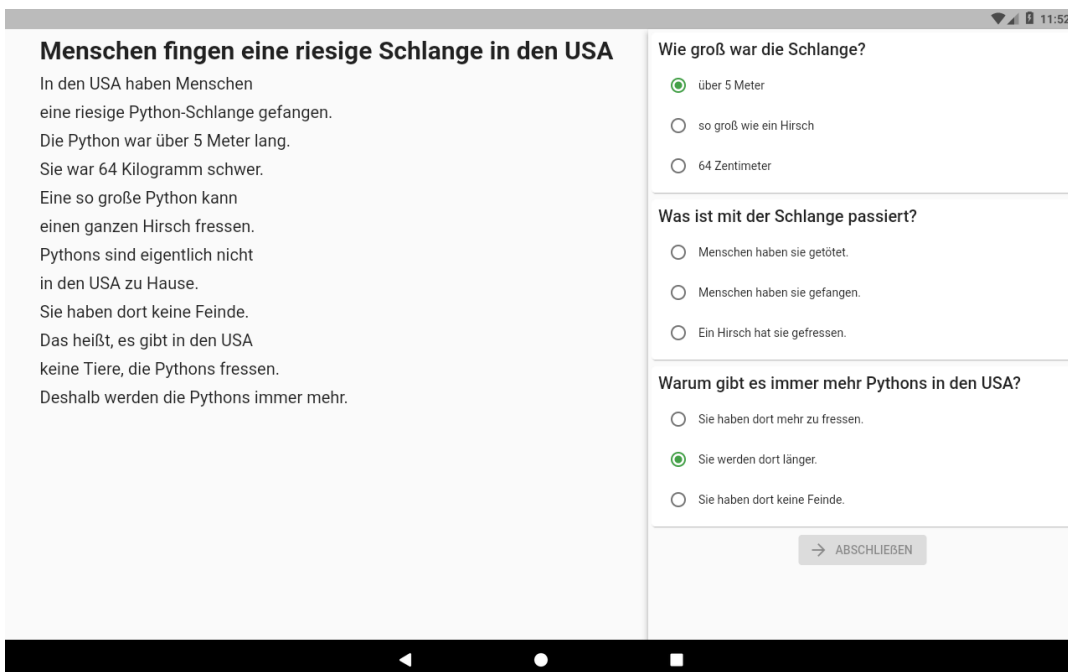 11:52
Menschen fingen eine riesige Schlange in den USA
In den USA haben Menschen
eine riesige Python-Schlange gefangen.
Die Python war über 5 Meter lang.
Sie war 64 Kilogramm schwer.
Eine so große Python kann
einen ganzen Hirsch fressen.
Pythons sind eigentlich nicht
in den USA zu Hause.
Sie haben dort keine Feinde.
Das heißt, es gibt in den USA
keine Tiere, die Pythons fressen.
Deshalb werden die Pythons immer mehr.
Wie groß war die Schlange?
über 5 Meter
so groß wie ein Hirsch
64 Zentimeter
Was ist mit der Schlange passiert?
Menschen haben sie getötet.
Menschen haben sie gefangen.
Ein Hirsch hat sie gefressen.
Warum gibt es immer mehr Pythons in den USA?
Sie haben dort mehr zu fressen.
Sie werden dort länger.
Sie haben dort keine Feinde.
ABSCHLIEßEN